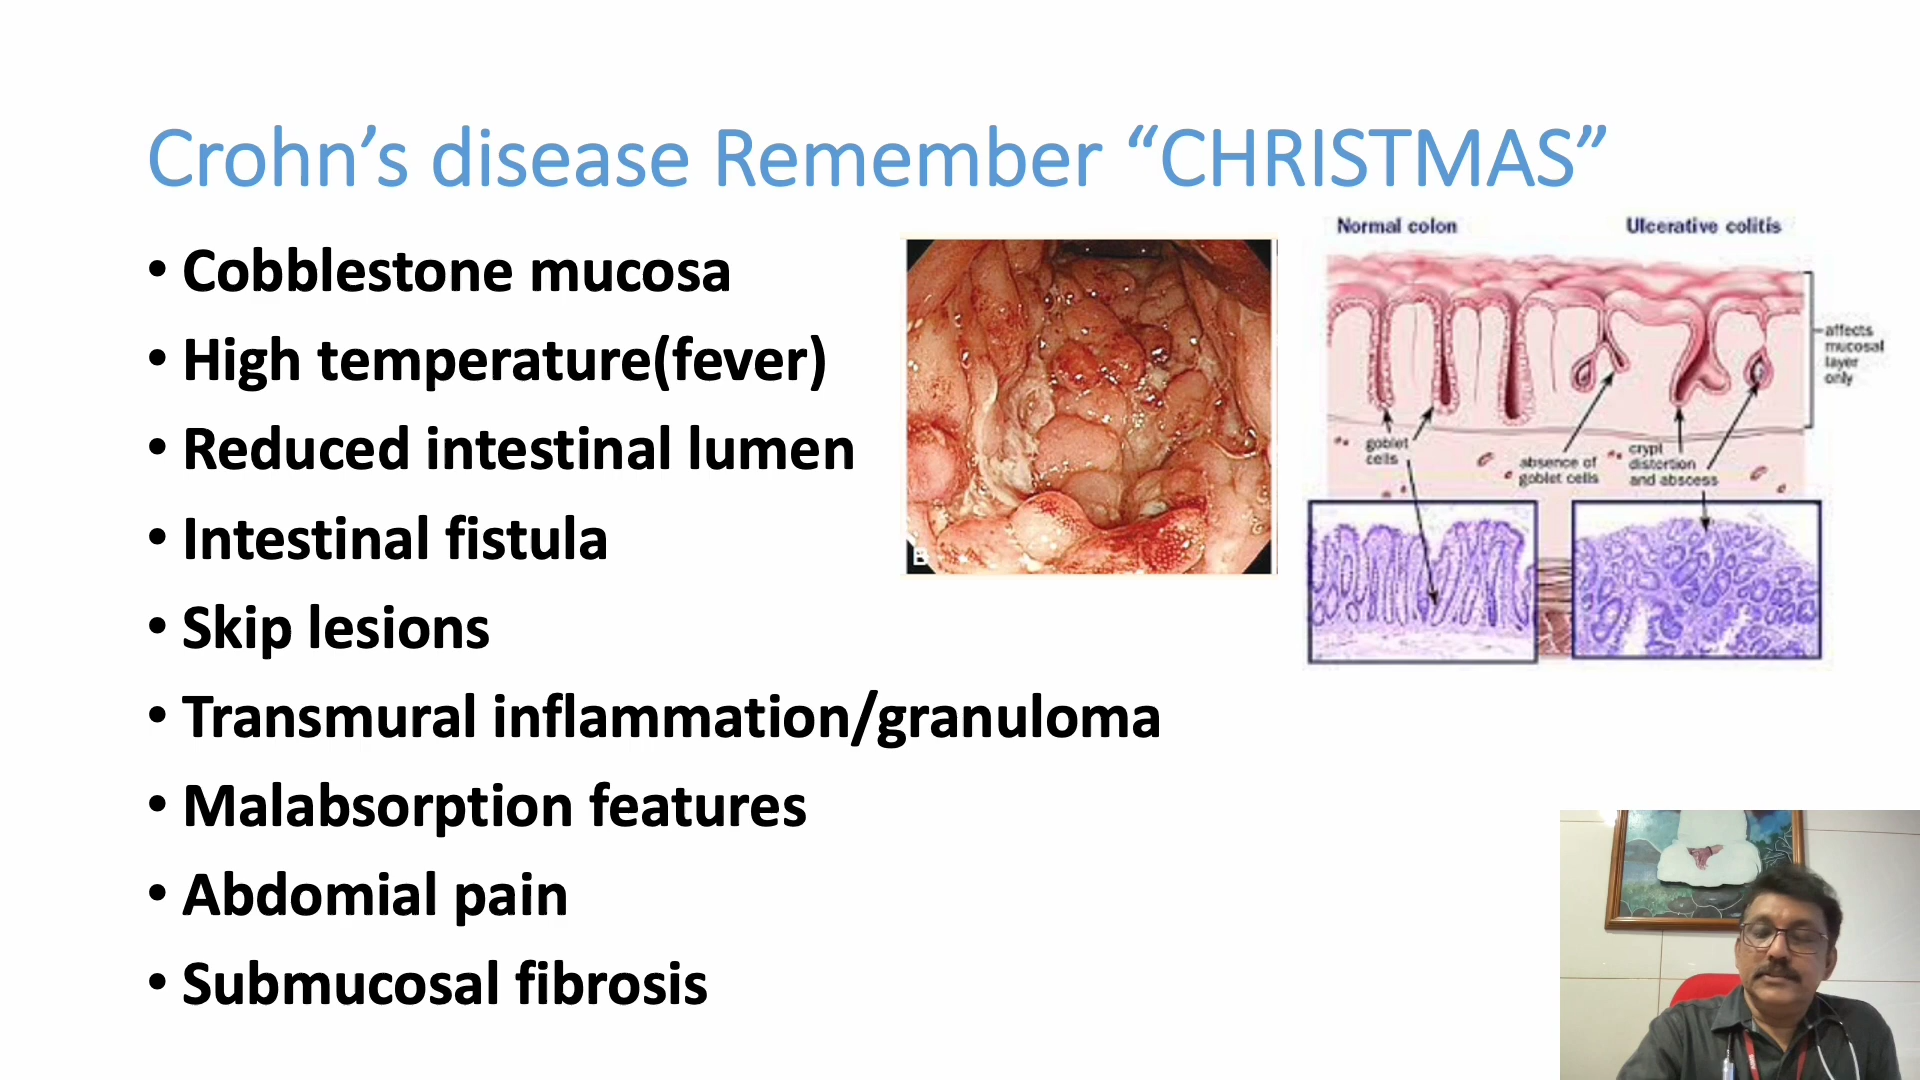 Crohn’s disease Remember “CHRISTMAS”
• Cobblestone mucosa
• High temperature(fever)
• Reduced intestinal lumen
• Intestinal fistula
• Skip lesions
• Transmural inflammation/granuloma
• Malabsorption features
• Abdomial pain
• Submucosal fibrosis
B
Normal colon
Ulcerative colitis
affects
mucosal
layer
only
goblet
cells
absence of
goblet cells
crypt
distortion
and abscess